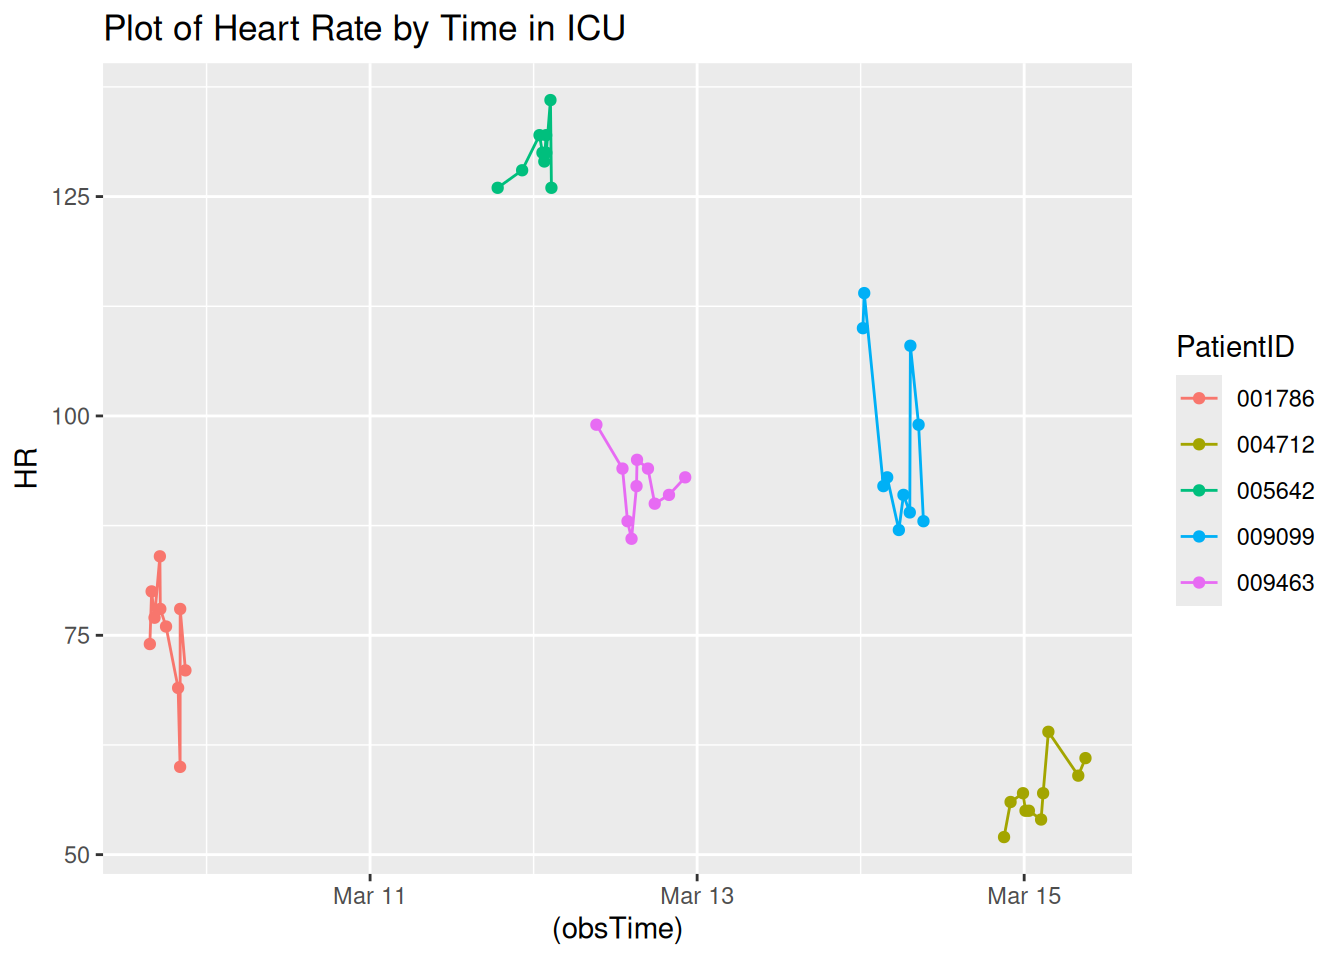 Plot of Heart Rate by Time in ICU
HR
125
100
75
50
Mar 11
Mar 13
Mar 15
(obsTime)
PatientID
001786
004712
005642
009099
009463